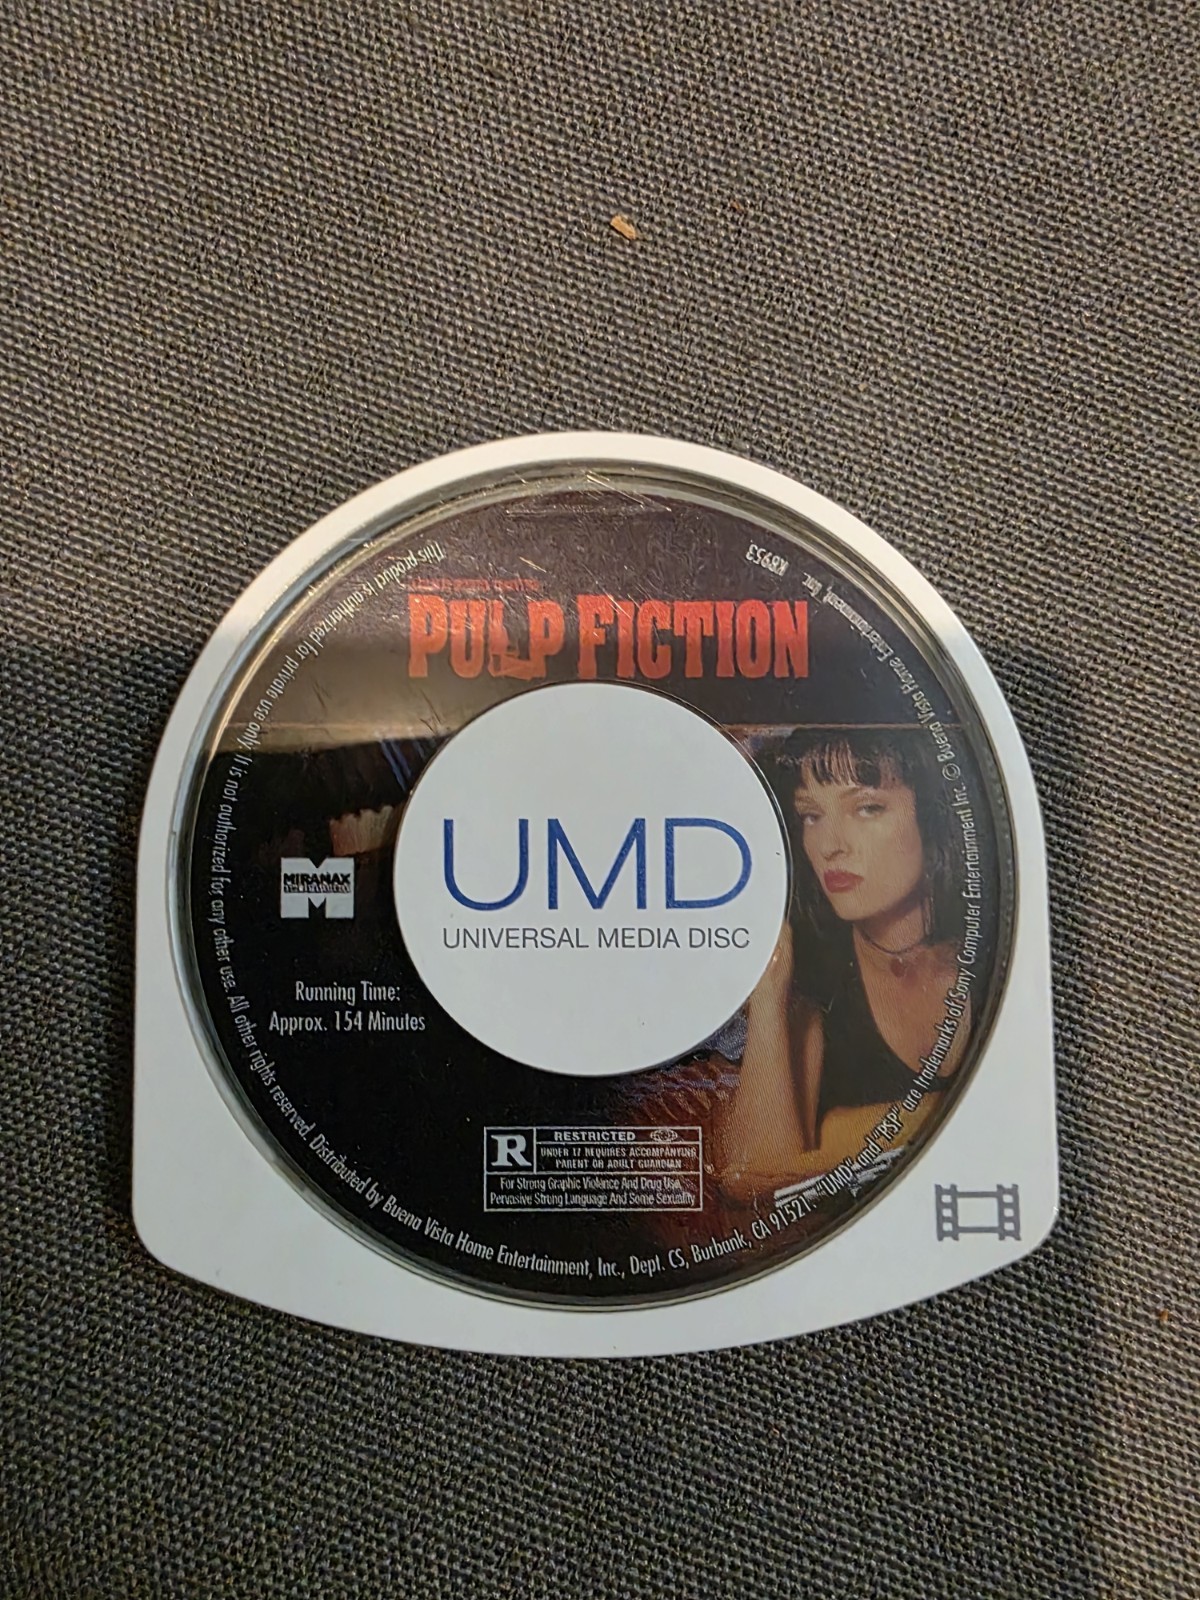 PULP FICTION
UMD
UNIVERSAL MEDIA DISC
MIRAMAX
Running Time:
Approx. 154 Minutes
R
RESTRICTED
UNDER 17 REQUIRES ACCOMPANYING
PARENT OR ADULT GUARDIAN
For Strong Graphic Violence And Drug Use,
Pervasive Strong Language And Some Sexuality
This product is authorized for private use only. It is not authorized for any other use. All other rights reserved. Distributed by Buena Vista Home Entertainment, Inc., Dept. CS, Burbank, CA 91521. "UMD" and "PSP" are trademarks of Sony Computer Entertainment Inc. © Buena Vista Home Entertainment, Inc. K8953